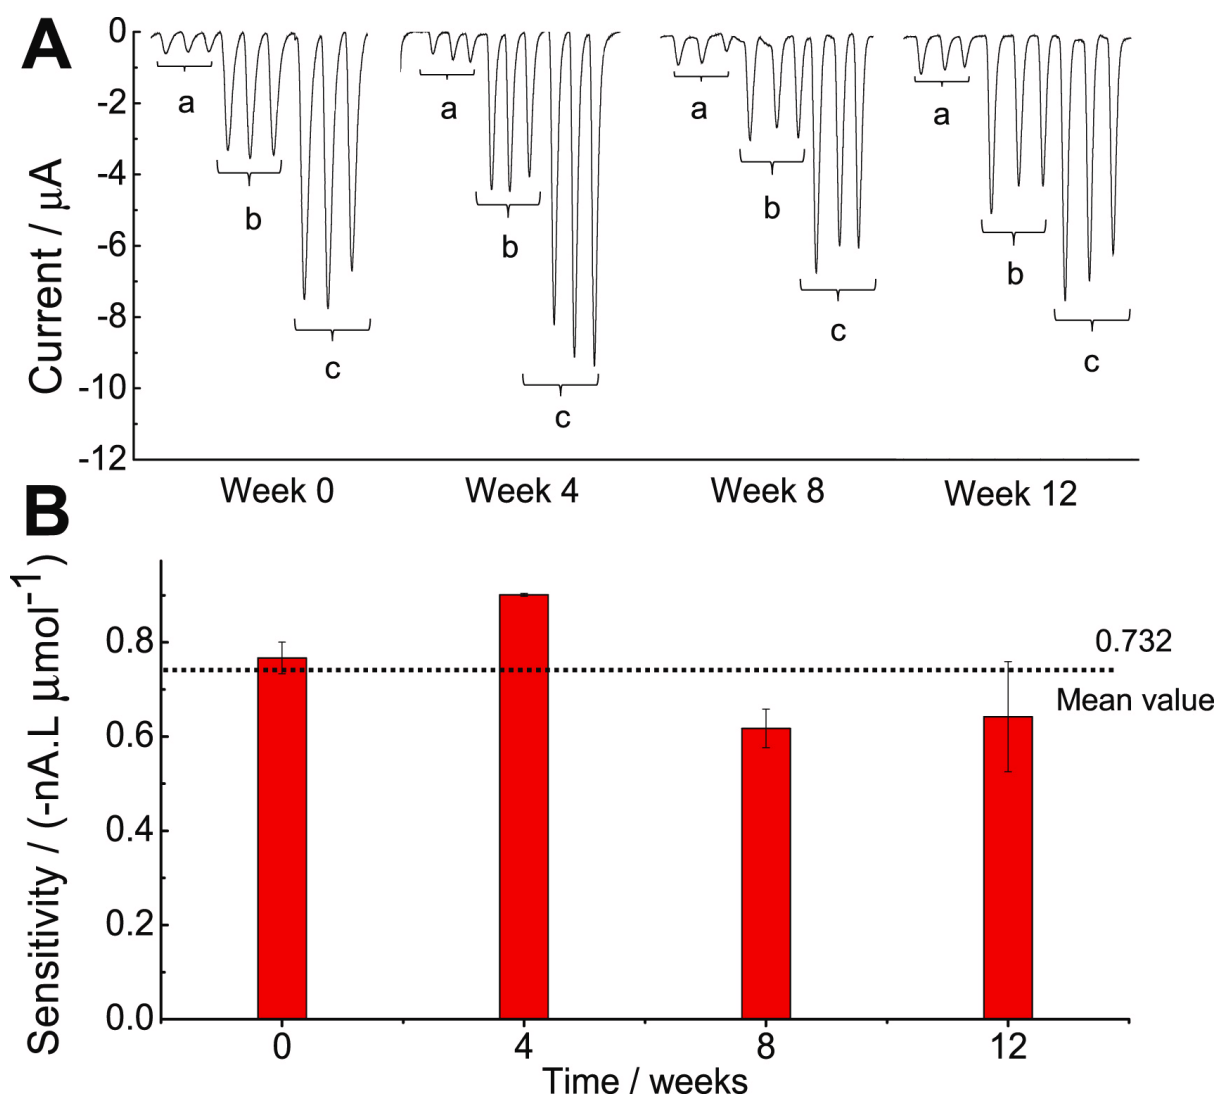 A
Current / µA
0
-2
-4
-6
-8
-10
-12
a
b
c
a
b
c
a
b
c
a
b
c
Week 0
Week 4
Week 8
Week 12
B
Sensitivity / (-nA.L µmol⁻¹)
0.8
0.6
0.4
0.2
0.0
0.732
Mean value
0
4
8
12
Time / weeks